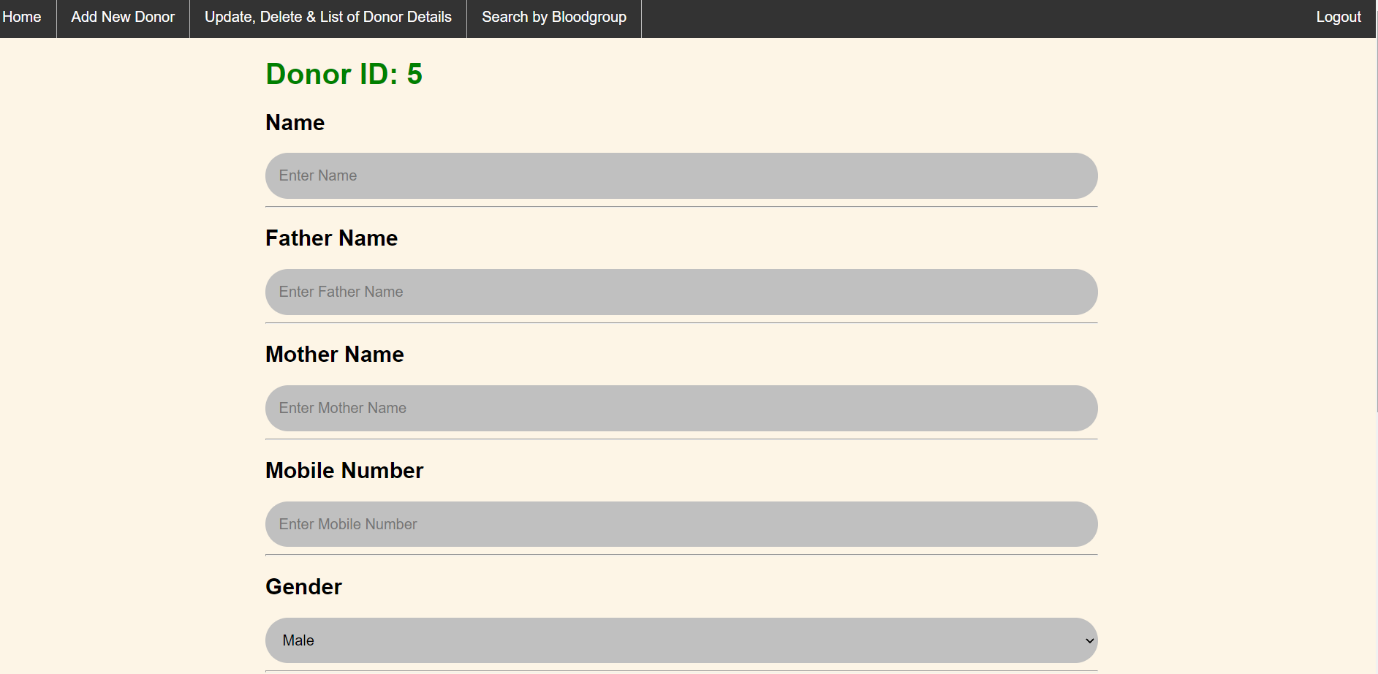 Home Add New Donor Update, Delete & List of Donor Details Search by Bloodgroup Logout
Donor ID: 5
Name
Enter Name
Father Name
Enter Father Name
Mother Name
Enter Mother Name
Mobile Number
Enter Mobile Number
Gender
Male